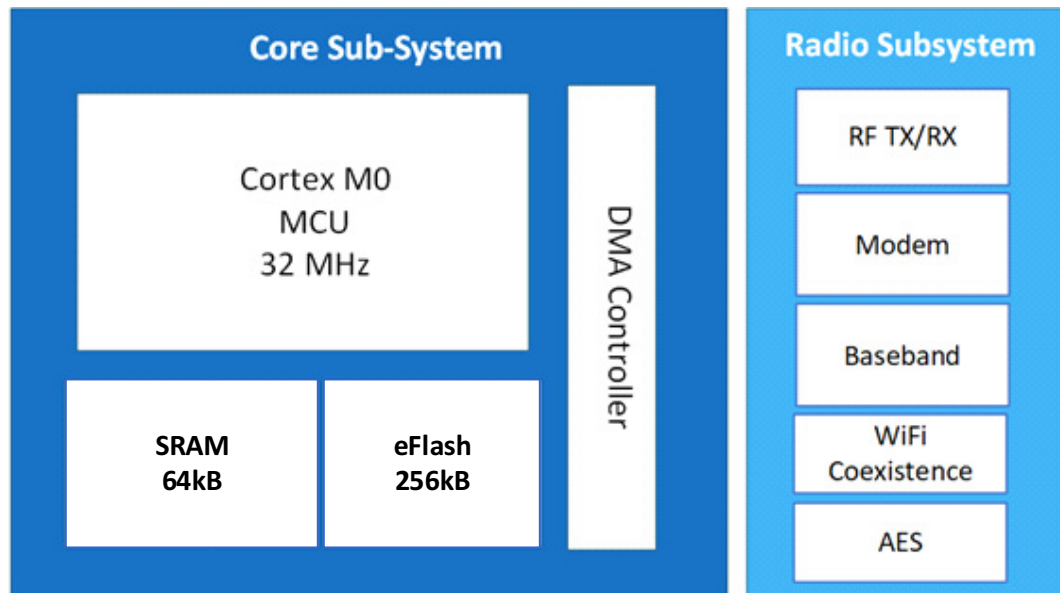 Core Sub-System
Cortex M0
MCU
32 MHz
DMA Controller
SRAM
64kB
eFlash
256kB
Radio Subsystem
RF TX/RX
Modem
Baseband
WiFi
Coexistence
AES